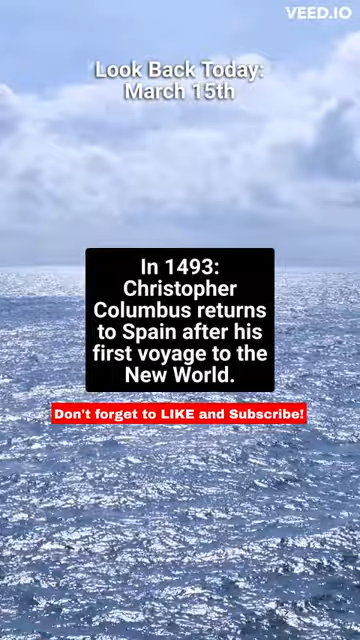 VEED.IO
Look Back Today:
March 15th
In 1493:
Christopher
Columbus returns
to Spain after his
first voyage to the
New World.
Don't forget to LIKE and Subscribe!